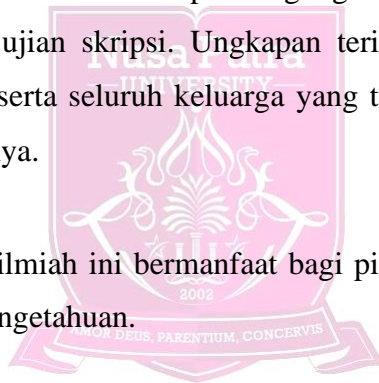 ujian skripsi. Ungkapan teri
Nusa Putra
UNIVERSITY
serta seluruh keluarga yang t
ya.
ilmiah ini bermanfaat bagi pi
2002
ngetahuan.
AMOR DEUS, PARENTIUM, CONCERVIS